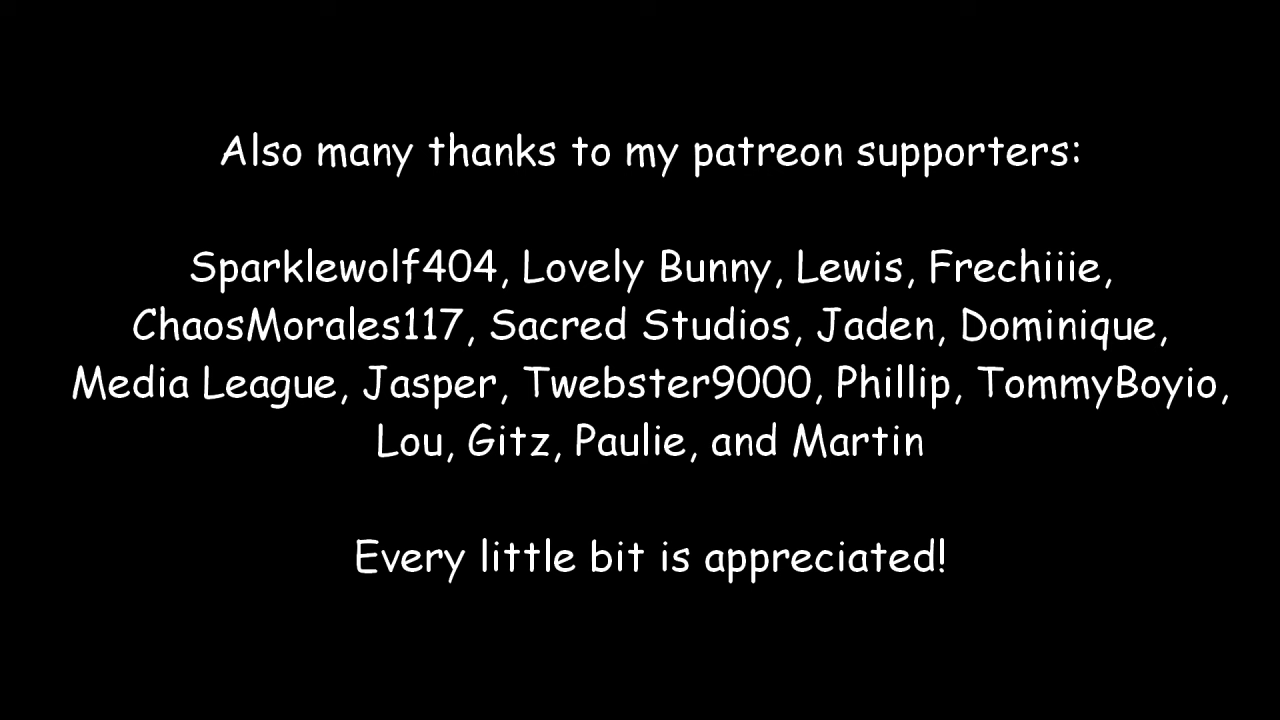 Also many thanks to my patreon supporters:
Sparklewolf404, Lovely Bunny, Lewis, Frechiiie,
ChaosMorales117, Sacred Studios, Jaden, Dominique,
Media League, Jasper, Twebster9000, Phillip, TommyBoyio,
Lou, Gitz, Paulie, and Martin
Every little bit is appreciated!